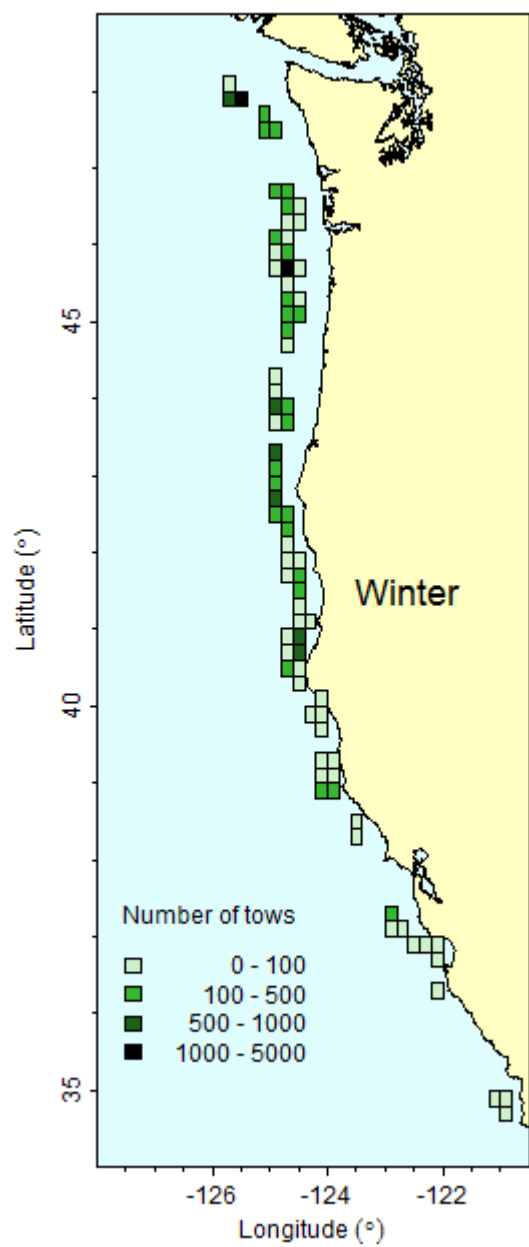 45
40
35
Latitude (°)
Winter
Number of tows
0 - 100
100 - 500
500 - 1000
1000 - 5000
-126 -124 -122
Longitude (°)